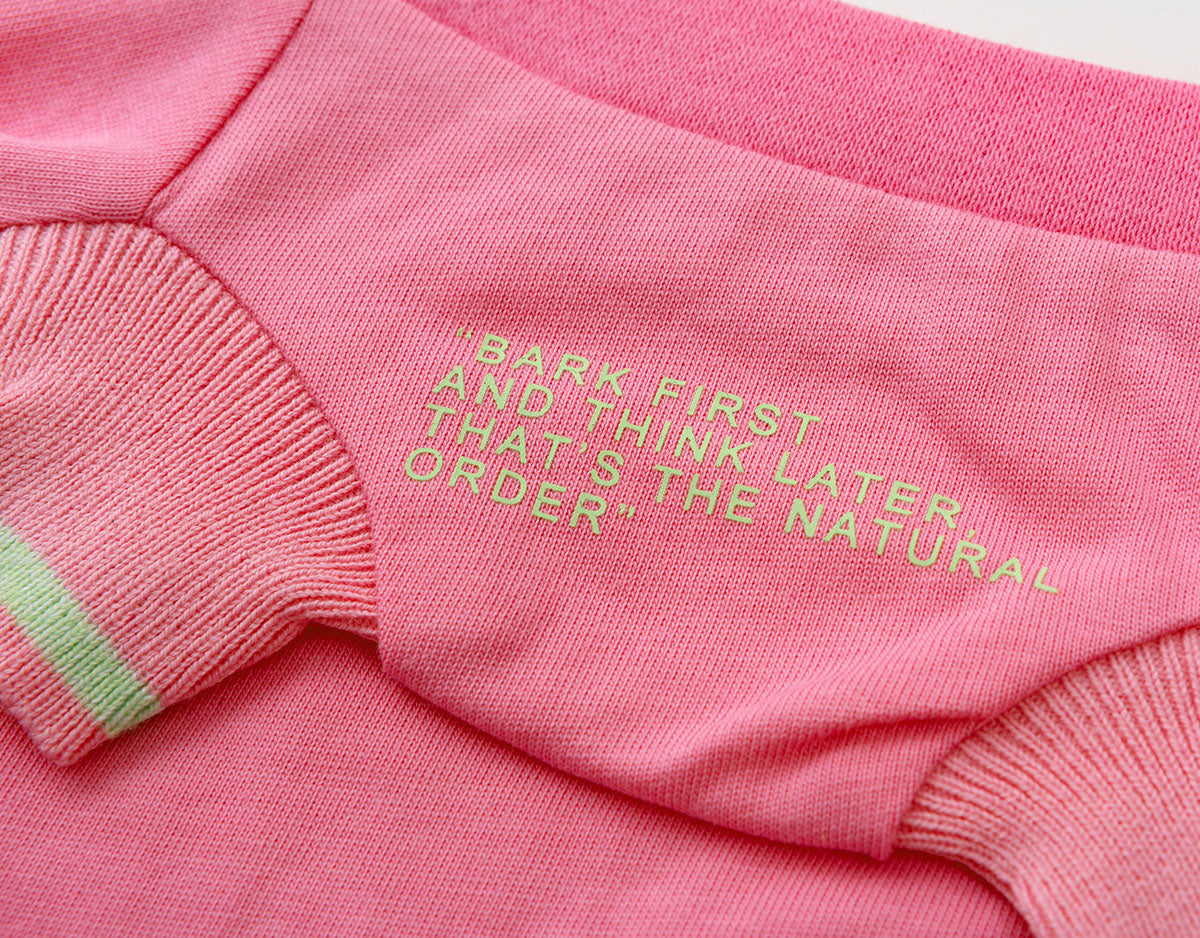 “BARK FIRST
AND THINK LATER,
THAT'S THE NATURAL
ORDER”